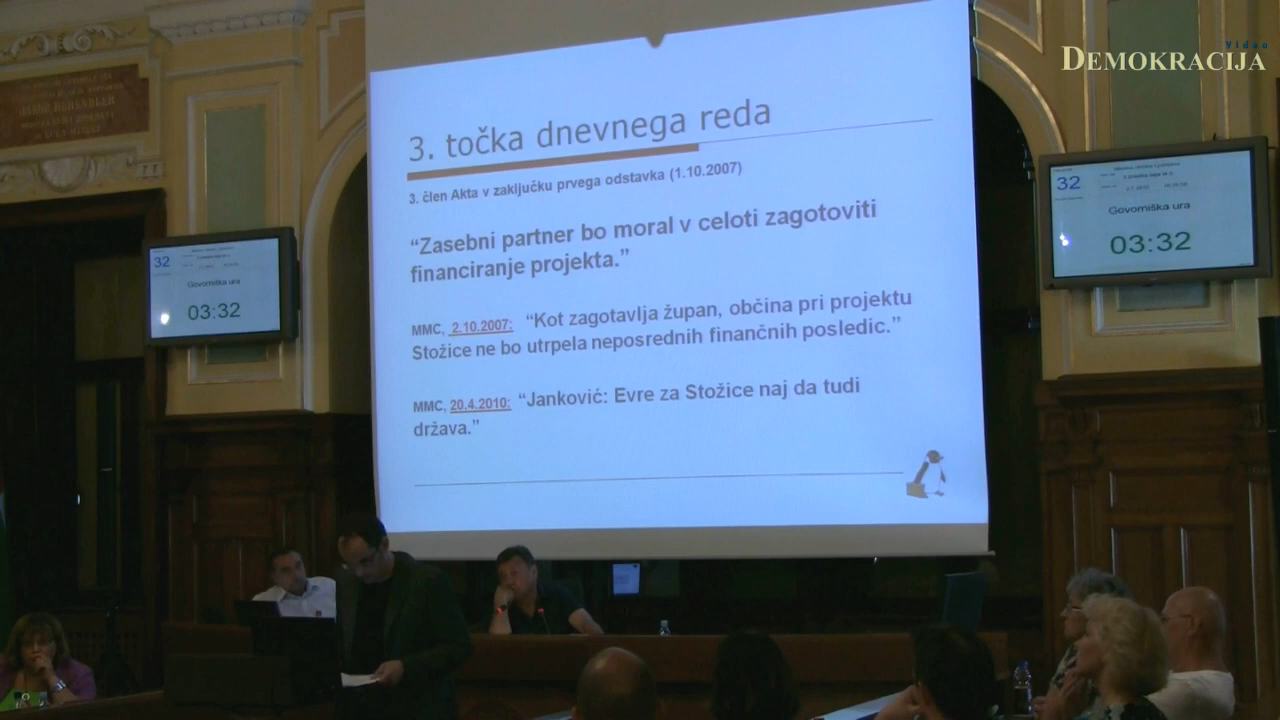 Video
DEMOKRACIJA
3. točka dnevnega reda
3. člen Akta v zaključku prvega odstavka (1.10.2007)
“Zasebni partner bo moral v celoti zagotoviti
financiranje projekta.”
MMC, 2.10.2007: “Kot zagotavlja župan, občina pri projektu
Stožice ne bo utrpela neposrednih finančnih posledic.”
MMC, 20.4.2010: “Janković: Evre za Stožice naj da tudi
država.”
32
Govorniška ura
03:32
32
Govorniška ura
03:32